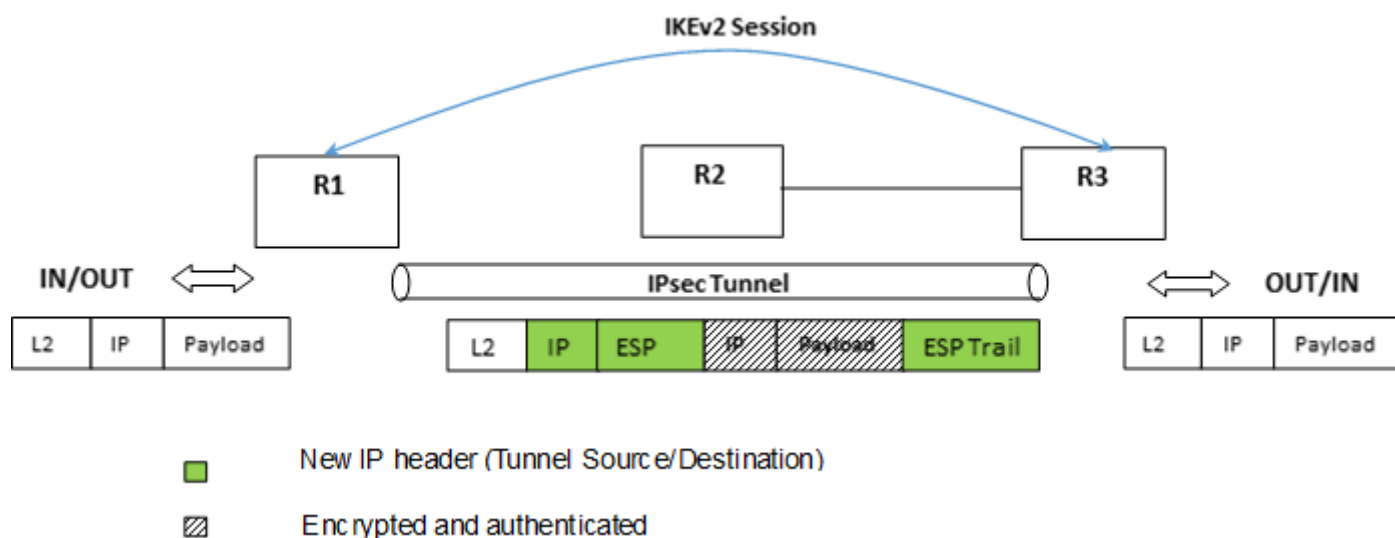 IKEv2 Session
R1
R2
R3
IN/OUT
IPsec Tunnel
OUT/IN
L2 IP Payload
L2 IP ESP IP Payload ESP Trail
L2 IP Payload
New IP header (Tunnel Source/Destination)
Encrypted and authenticated